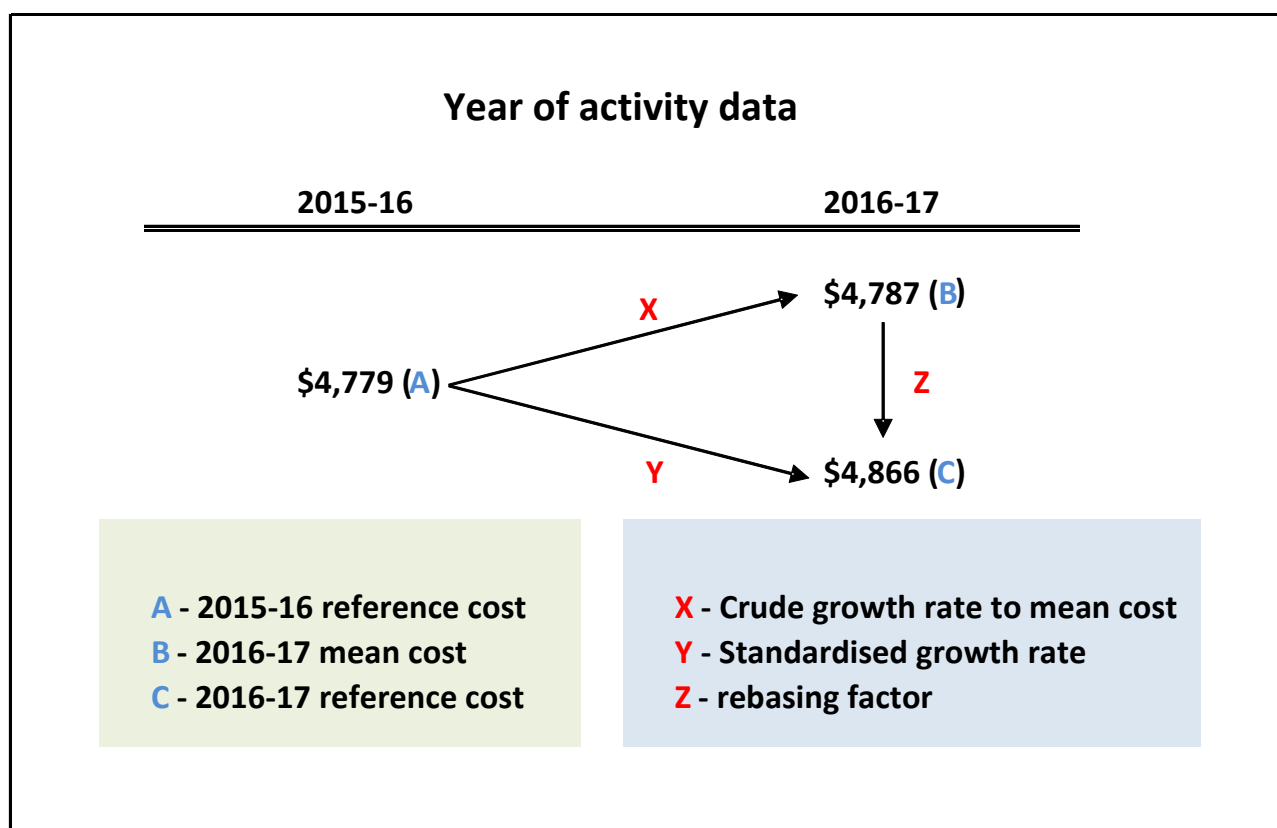 Year of activity data
2015-16 2016-17
$4,787 (B)
X
$4,779 (A) Z
Y $4,866 (C)
A - 2015-16 reference cost
B - 2016-17 mean cost
C - 2016-17 reference cost
X - Crude growth rate to mean cost
Y - Standardised growth rate
Z - rebasing factor